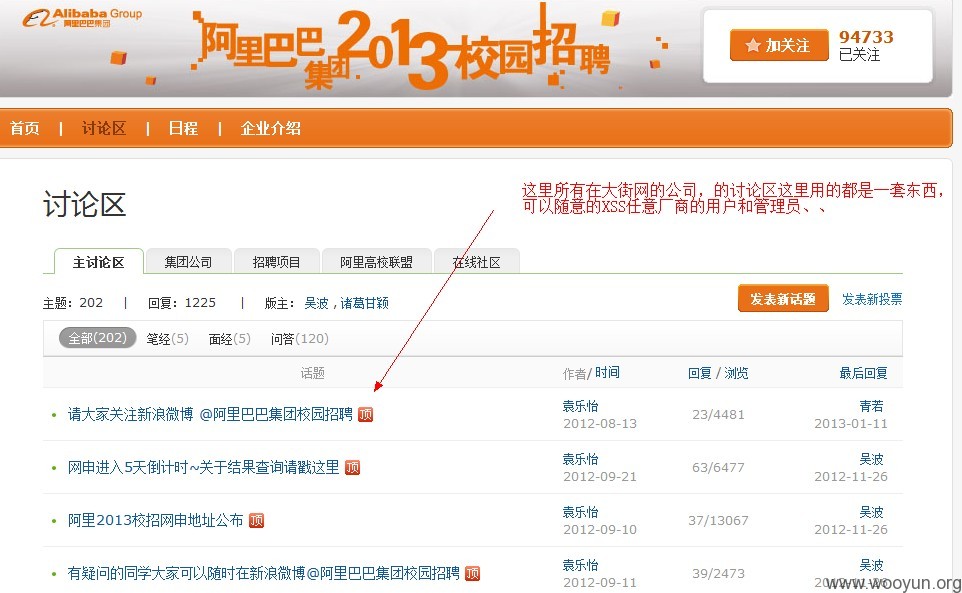 Alibaba Group
阿里巴巴集团
阿里巴巴集团2013校园招聘
加关注
94733
已关注
首页 | 讨论区 | 日程 | 企业介绍
这里所有在大街网的公司，的讨论区这里用的都是一套东西，
可以随意的XSS任意厂商的用户和管理员、、
讨论区
主讨论区 集团公司 招聘项目 阿里高校联盟 在线社区
主题：202 | 回复：1225 | 版主： 吴波，诸葛甘颖
发表新话题 发表新投票
全部(202) 笔经(5) 面经(5) 问答(120)
话题 作者/时间 回复/浏览 最后回复
请大家关注新浪微博 @阿里巴巴集团校园招聘 顶 袁乐怡 23/4481 青若
2012-08-13 2013-01-11
网申进入5天倒计时~关于结果查询请戳这里 顶 袁乐怡 63/6477 吴波
2012-09-21 2012-11-26
阿里2013校招网申地址公布 顶 袁乐怡 37/13067 吴波
2012-09-10 2012-11-26
有疑问的同学大家可以随时在新浪微博@阿里巴巴集团校园招聘 顶 袁乐怡 39/2473 吴波
2012-09-11
www.wooyun.org